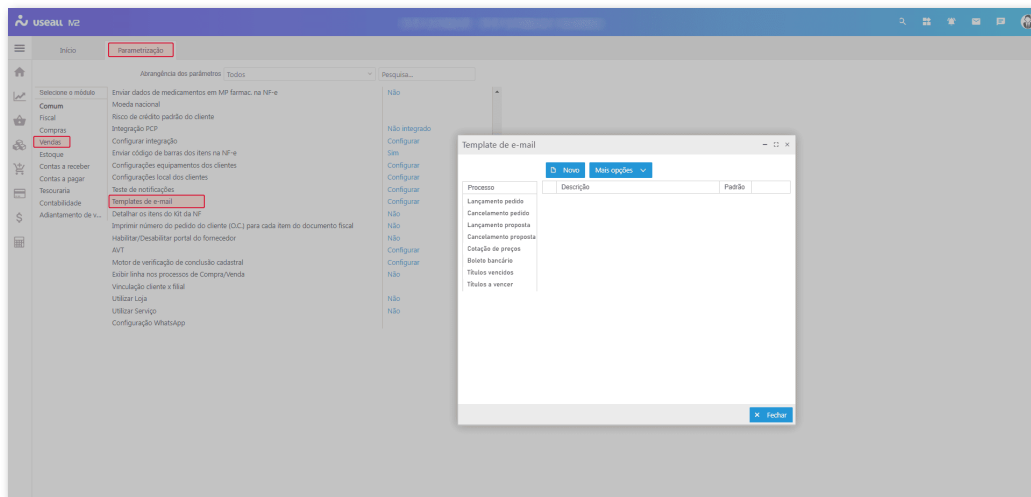 useall M2
Início
Parametrização
Abrangência dos parâmetros Todos
Pesquisa...
Selecione o módulo
Comum
Fiscal
Compras
Vendas
Estoque
Contas a receber
Contas a pagar
Tesouraria
Contabilidade
Adiantamento de v...
Enviar dados de medicamentos em MP farmac. na NF-e Não
Moeda nacional
Risco de crédito padrão do cliente
Integração PCP Não integrado
Configurar integração Configurar
Enviar código de barras dos itens na NF-e Sim
Configurações equipamentos dos clientes Configurar
Configurações local dos clientes Configurar
Teste de notificações Configurar
Templates de e-mail Configurar
Detalhar os itens do Kit da NF Não
Imprimir número do pedido do cliente (O.C.) para cada item do documento fiscal Não
Habilitar/Desabilitar portal do fornecedor Não
AVT Configurar
Motor de verificação de conclusão cadastral Configurar
Exibir linha nos processos de Compra/Venda Não
Vinculação cliente x filial
Utilizar Loja Não
Utilizar Serviço Não
Configuração WhatsApp
Template de e-mail
Novo
Mais opções
Processo
Descrição
Padrão
Lançamento pedido
Cancelamento pedido
Lançamento proposta
Cancelamento proposta
Cotação de preços
Boleto bancário
Títulos vencidos
Títulos a vencer
Fechar